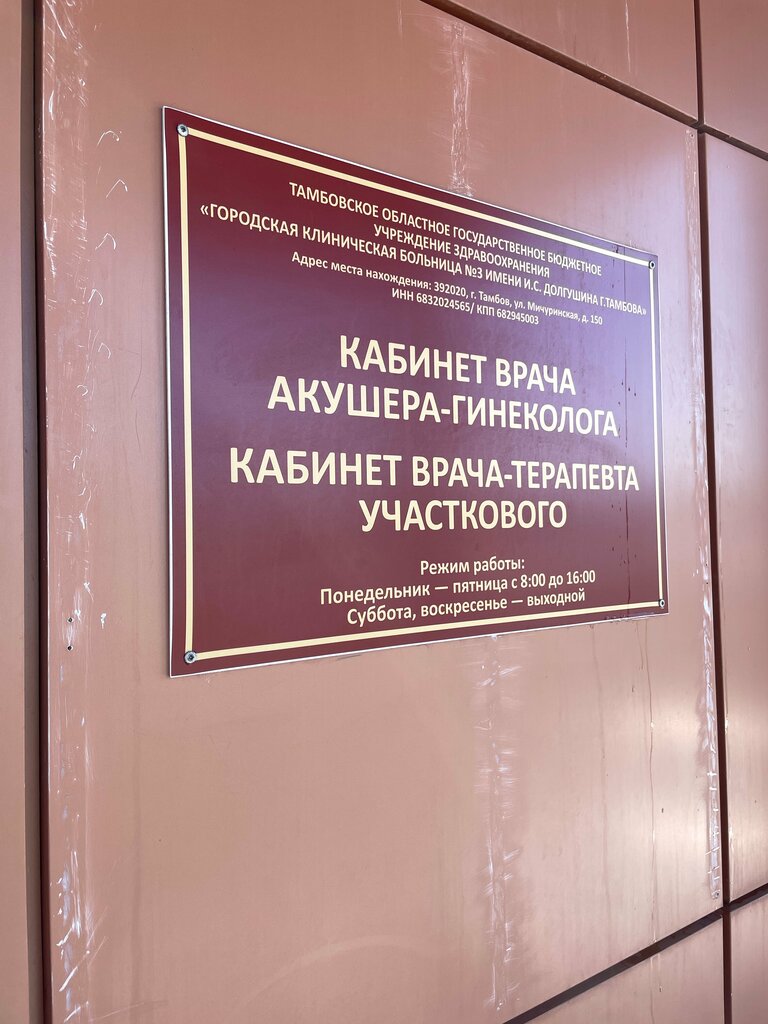 ТАМБОВСКОЕ ОБЛАСТНОЕ ГОСУДАРСТВЕННОЕ БЮДЖЕТНОЕ
УЧРЕЖДЕНИЕ ЗДРАВООХРАНЕНИЯ
«ГОРОДСКАЯ КЛИНИЧЕСКАЯ БОЛЬНИЦА №3 ИМЕНИ И.С. ДОЛГУШИНА Г.ТАМБОВА»
Адрес места нахождения: 392020, г. Тамбов, ул. Мичуринская, д. 150
ИНН 6832024565/ КПП 682945003
КАБИНЕТ ВРАЧА
АКУШЕРА-ГИНЕКОЛОГА
КАБИНЕТ ВРАЧА-ТЕРАПЕВТА
УЧАСТКОВОГО
Режим работы:
Понедельник — пятница с 8:00 до 16:00
Суббота, воскресенье — выходной